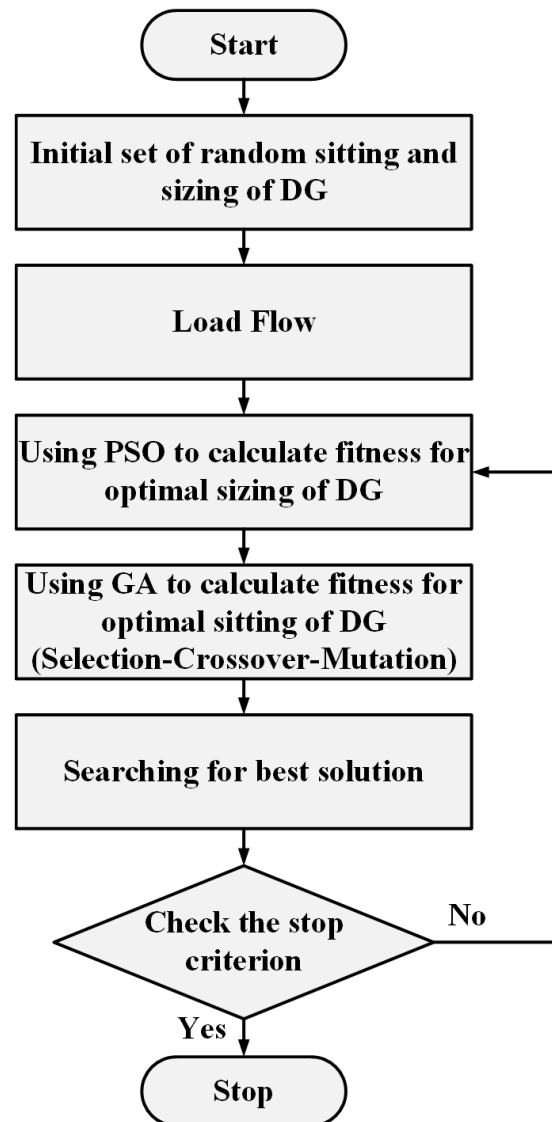 Start
Initial set of random sitting and
sizing of DG
Load Flow
Using PSO to calculate fitness for
optimal sizing of DG
Using GA to calculate fitness for
optimal sitting of DG
(Selection-Crossover-Mutation)
Searching for best solution
Check the stop
criterion
No
Yes
Stop